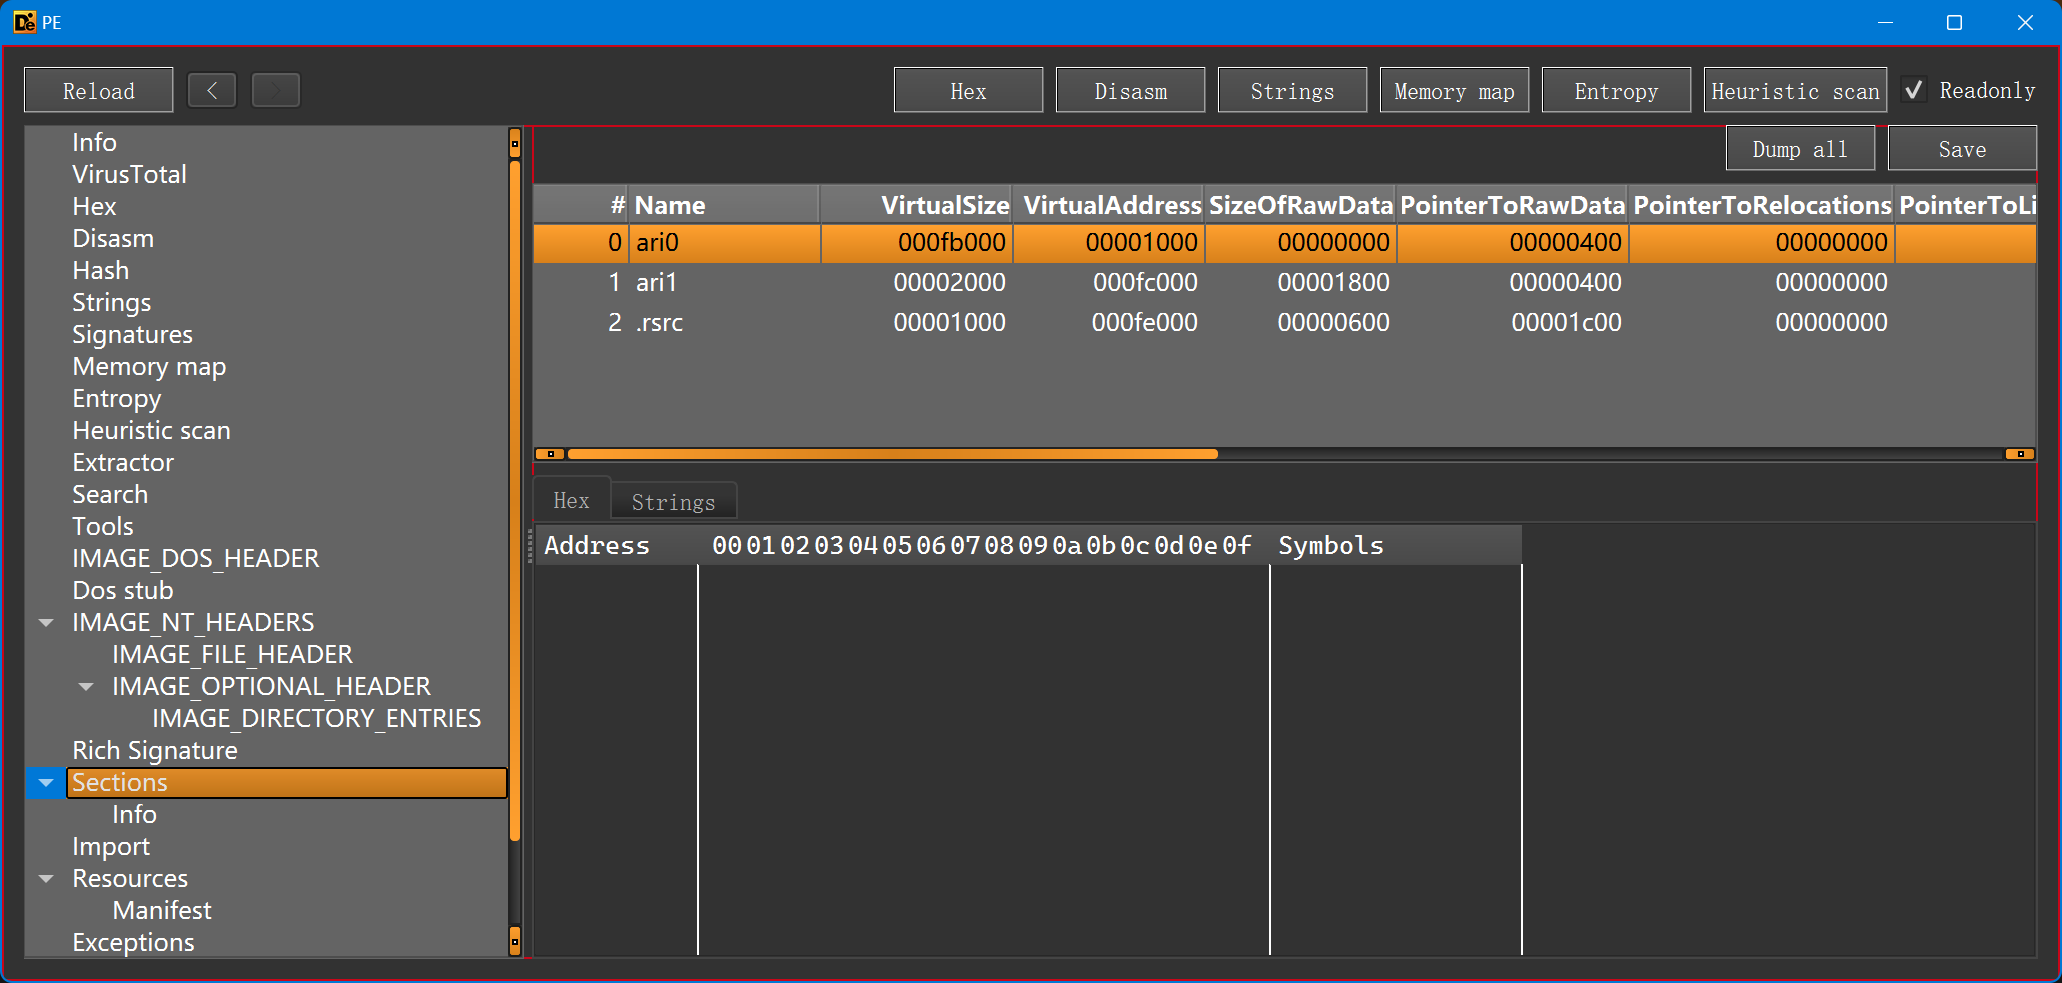 PE
Reload < > Hex Disasm Strings Memory map Entropy Heuristic scan Readonly
Dump all Save
Info
VirusTotal
Hex
Disasm
Hash
Strings
Signatures
Memory map
Entropy
Heuristic scan
Extractor
Search
Tools
IMAGE_DOS_HEADER
Dos stub
IMAGE_NT_HEADERS
IMAGE_FILE_HEADER
IMAGE_OPTIONAL_HEADER
IMAGE_DIRECTORY_ENTRIES
Rich Signature
Sections
Info
Import
Resources
Manifest
Exceptions
# Name VirtualSize VirtualAddress SizeOfRawData PointerToRawData PointerToRelocations PointerToLi
0 ari0 000fb000 00001000 00000000 00000400 00000000
1 ari1 00002000 000fc000 00001800 00000400 00000000
2 .rsrc 00001000 000fe000 00000600 00001c00 00000000
Hex Strings
Address 00 01 02 03 04 05 06 07 08 09 0a 0b 0c 0d 0e 0f Symbols